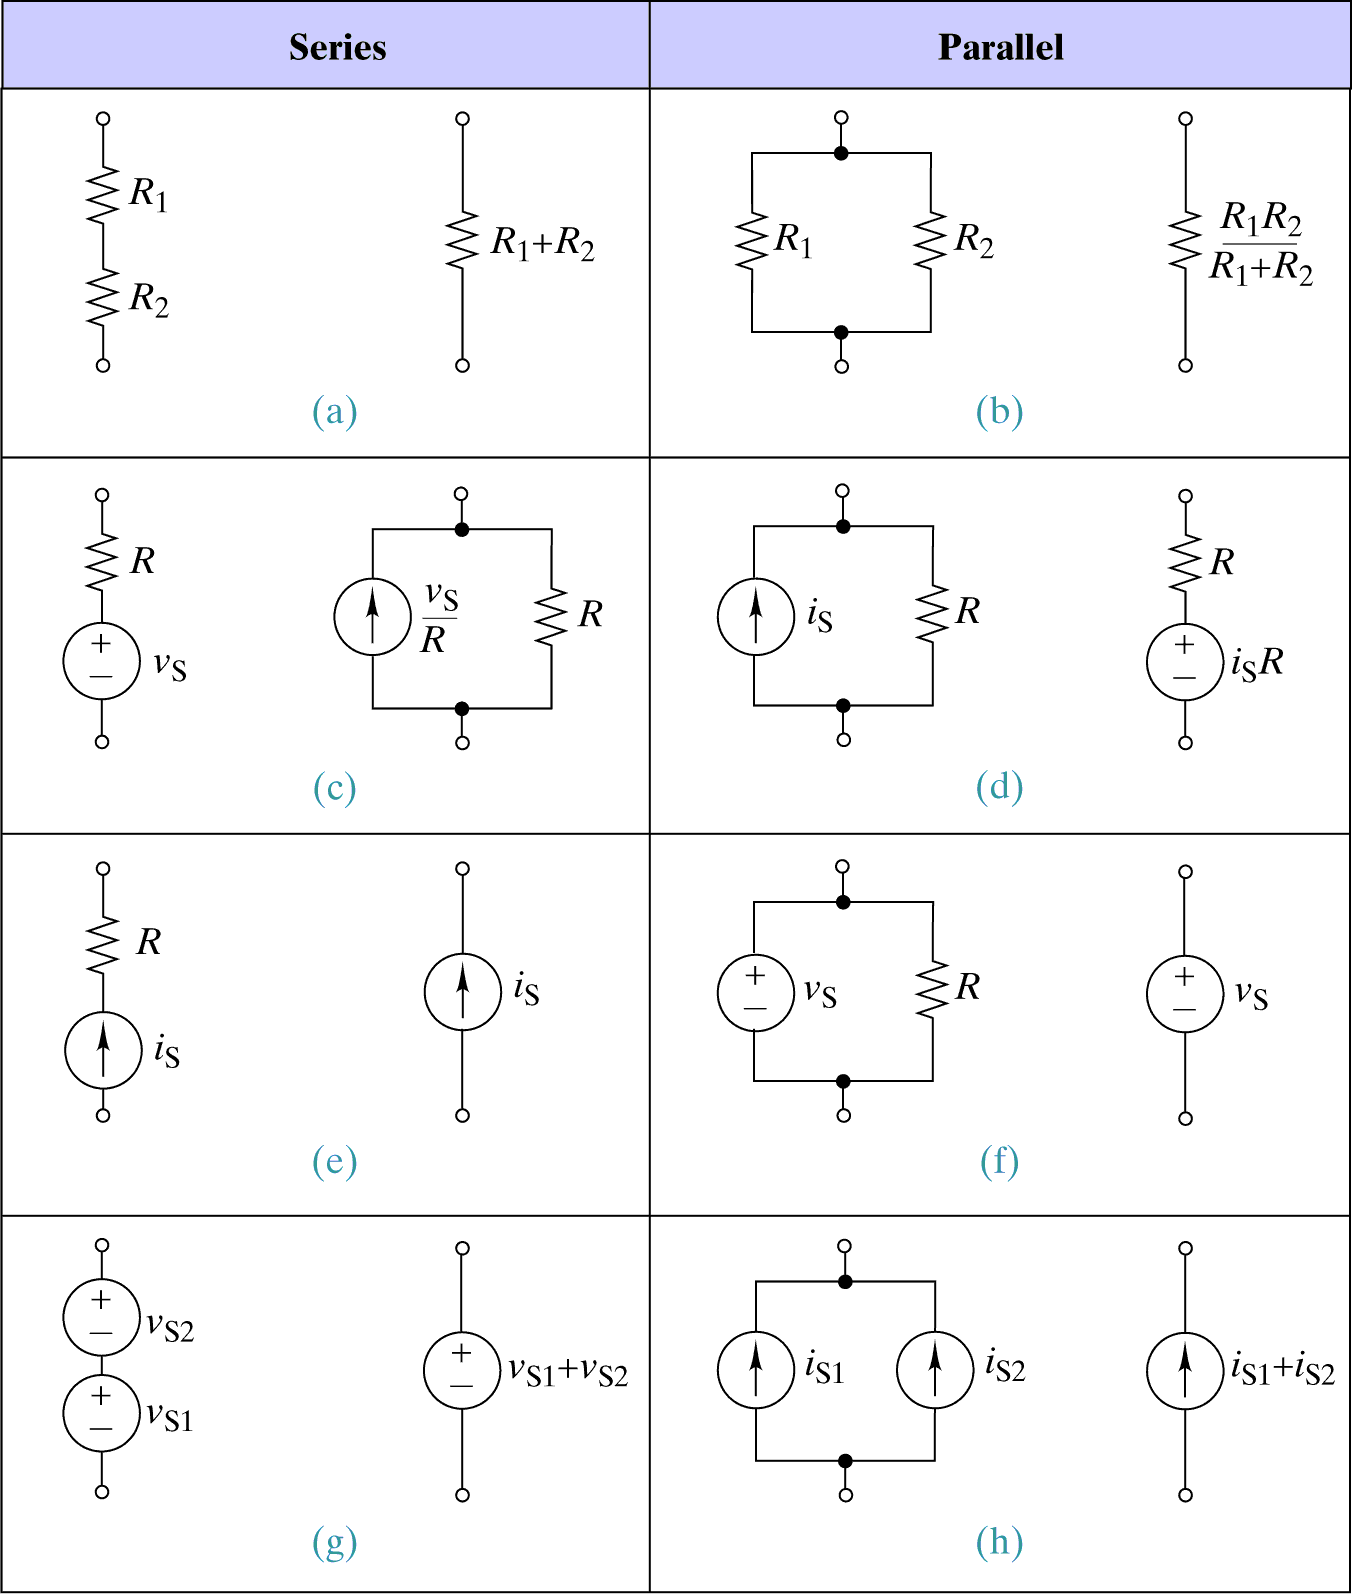 Series
Parallel
R1
R2
R1+R2
(a)
R1
R2
R1R2
R1+R2
(b)
R
+
−
vS
vS
R
R
(c)
iS
R
R
+
−
iSR
(d)
R
iS
iS
(e)
+
−
vS
R
+
−
vS
(f)
+
−
vS2
+
−
vS1
+
−
vS1+vS2
(g)
iS1
iS2
iS1+iS2
(h)